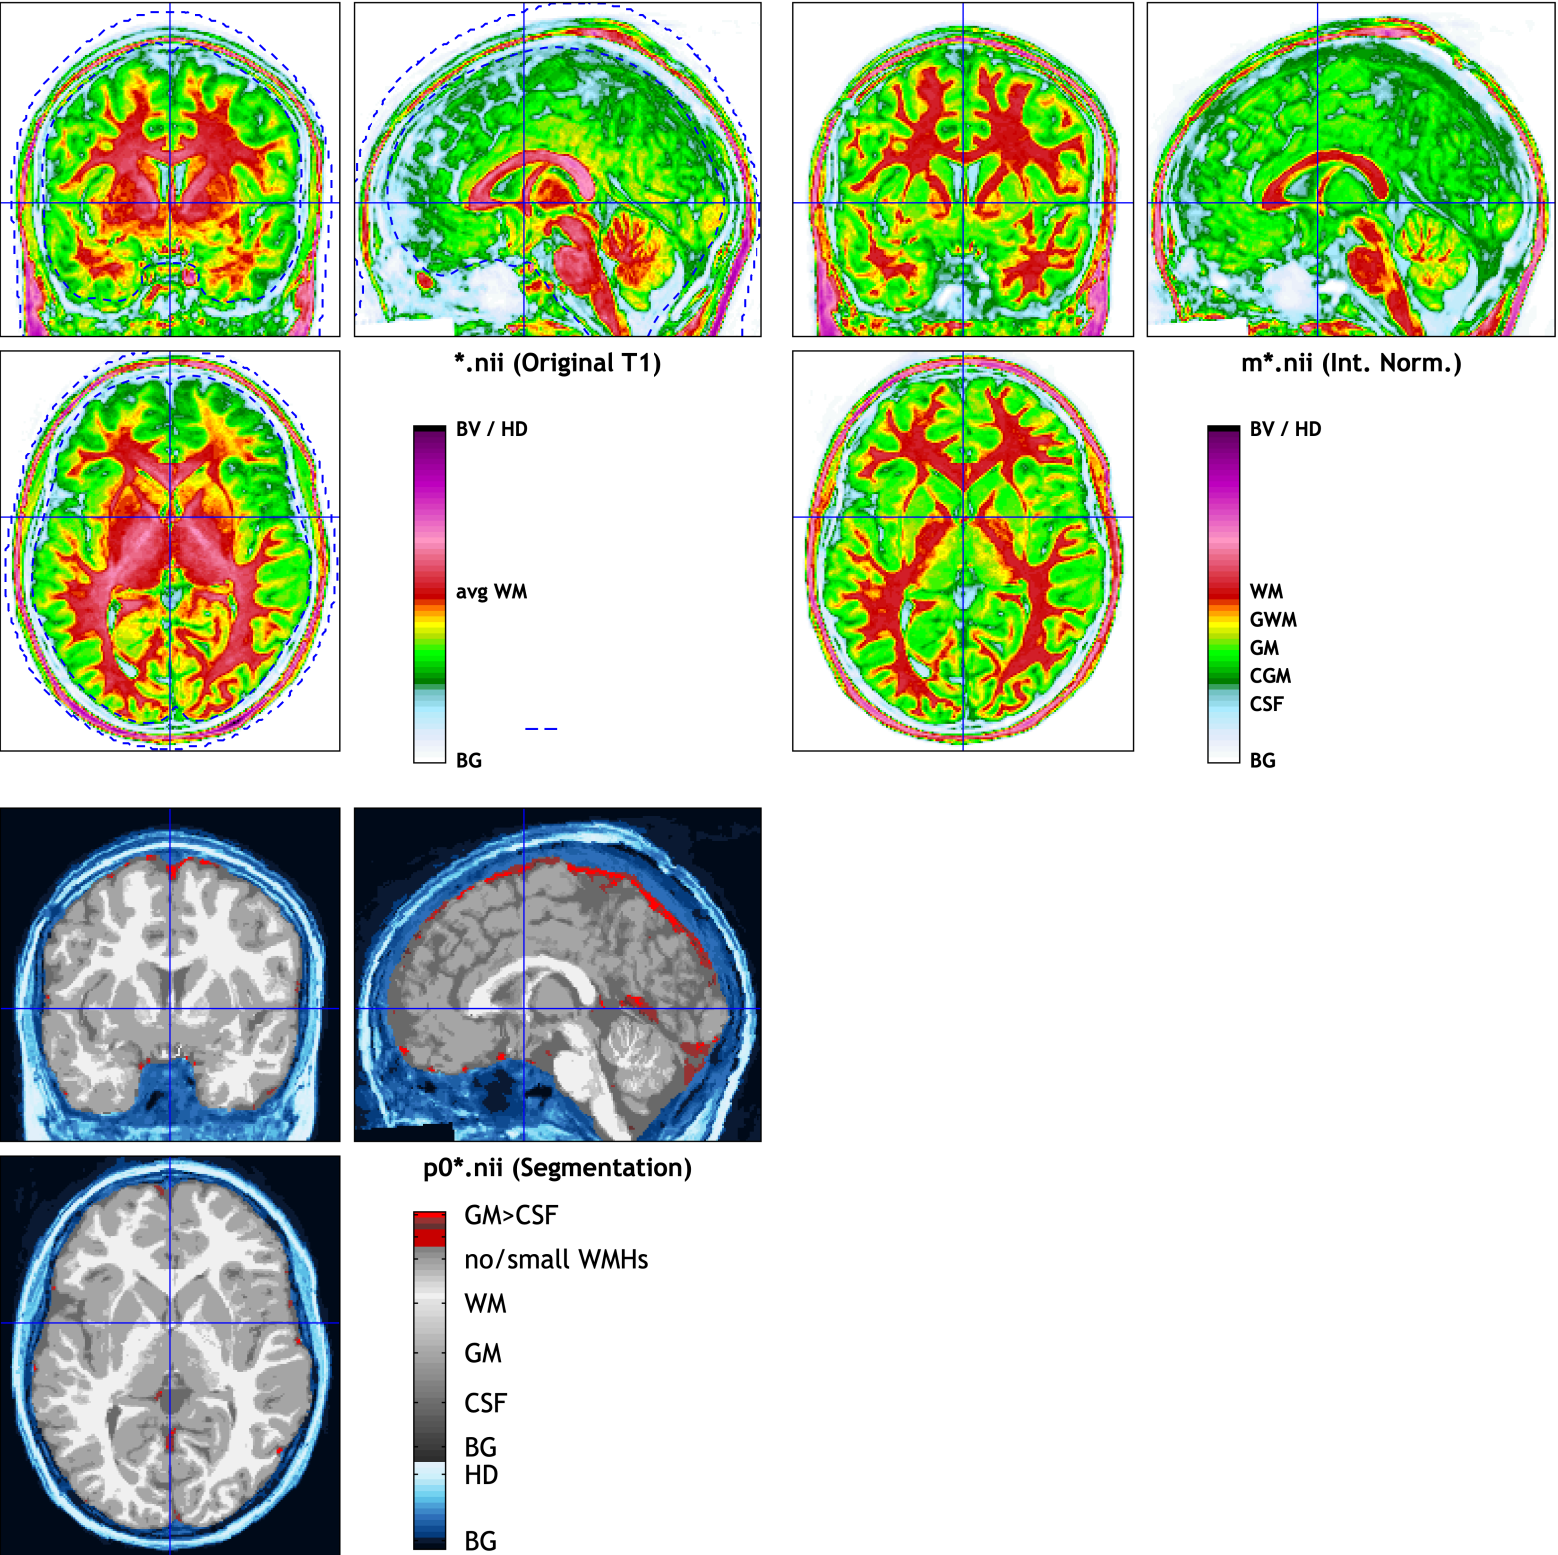 *.nii (Original T1)
BV / HD
avg WM
BG
m*.nii (Int. Norm.)
BV / HD
WM
GWM
GM
CGM
CSF
BG
p0*.nii (Segmentation)
GM>CSF
no/small WMHs
WM
GM
CSF
BG
HD
BG